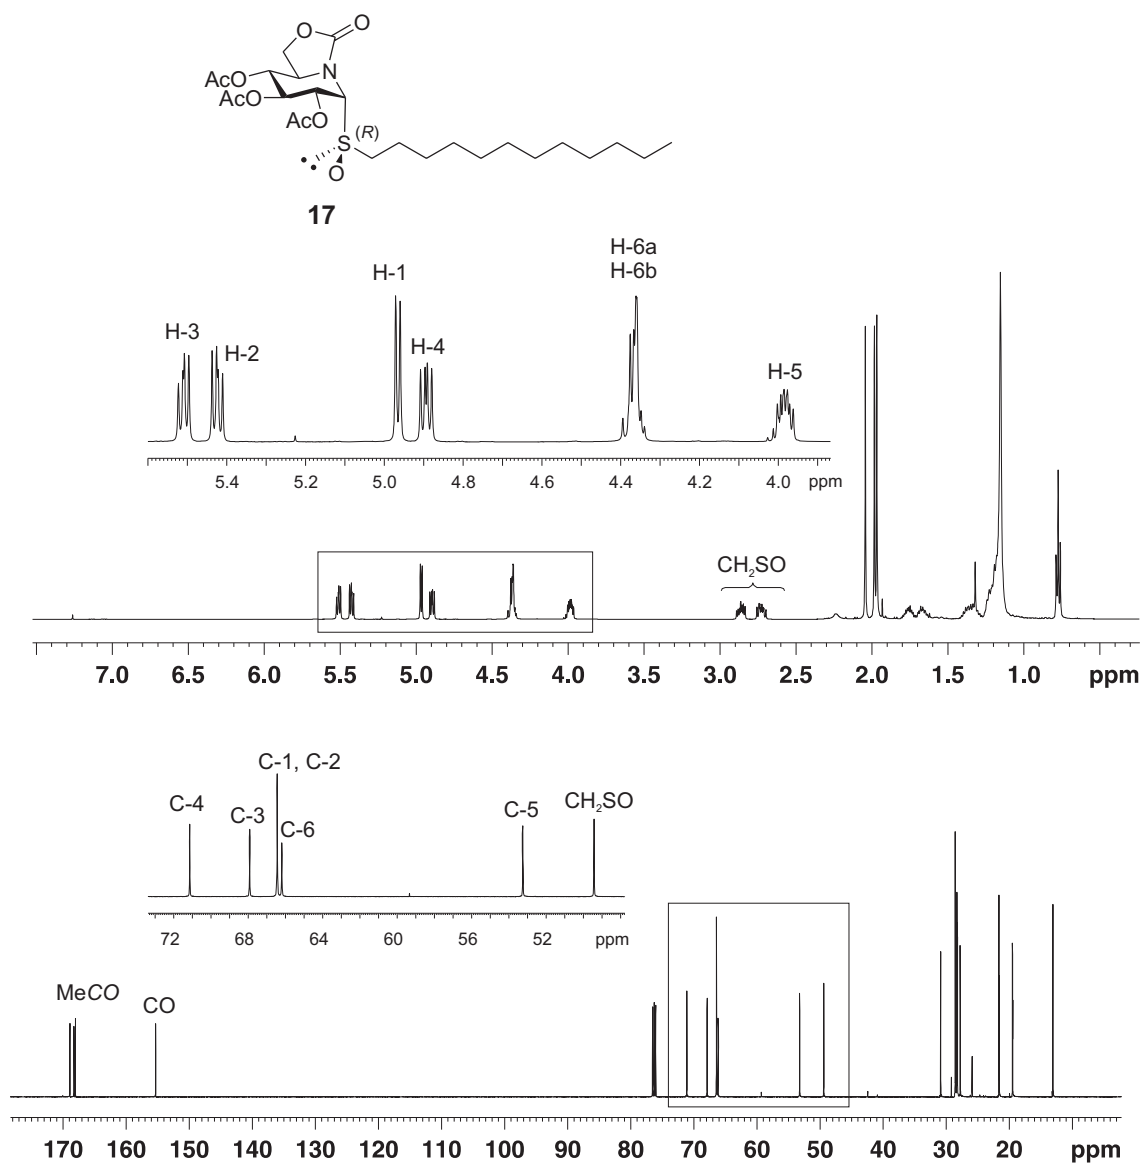 O
O
N
AcO
AcO
AcO
S
(R)
O
17
H-6a
H-6b
H-1
H-3
H-2
H-4
H-5
5.4 5.2 5.0 4.8 4.6 4.4 4.2 4.0 ppm
CH₂SO
7.0 6.5 6.0 5.5 5.0 4.5 4.0 3.5 3.0 2.5 2.0 1.5 1.0 ppm
C-1, C-2
C-4
C-3
C-6
C-5
CH₂SO
72 68 64 60 56 52 ppm
MeCO
CO
170 160 150 140 130 120 110 100 90 80 70 60 50 40 30 20 ppm